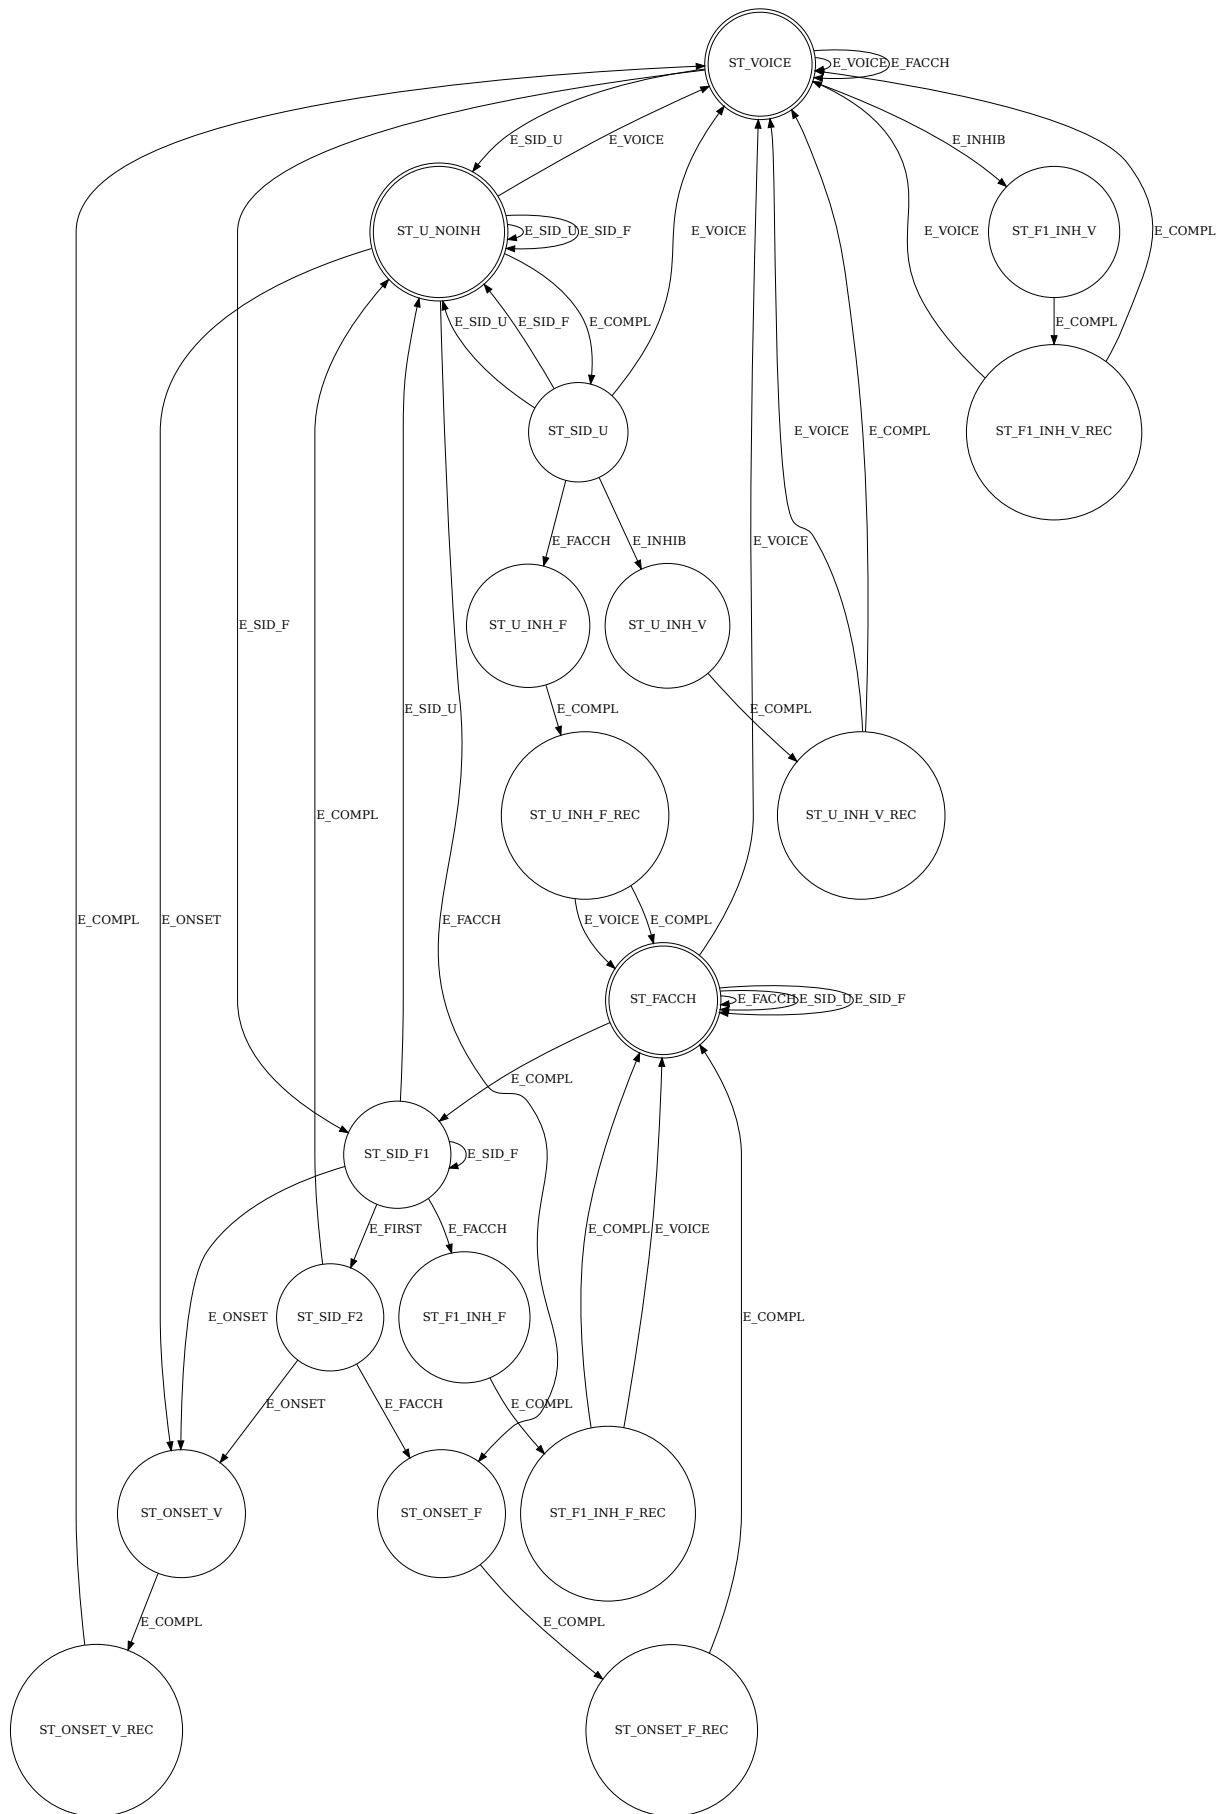 ST_VOICE
E_VOICE
E_FACCH
E_SID_U
E_VOICE
E_INHIB
ST_U_NOINH
E_SID_U
E_SID_F
E_VOICE
E_VOICE
ST_F1_INH_V
E_COMPL
E_SID_U
E_SID_F
E_COMPL
E_COMPL
ST_SID_U
E_VOICE
E_COMPL
ST_F1_INH_V_REC
E_FACCH
E_INHIB
E_VOICE
E_SID_F
ST_U_INH_F
ST_U_INH_V
E_SID_U
E_COMPL
E_COMPL
E_COMPL
ST_U_INH_F_REC
ST_U_INH_V_REC
E_COMPL
E_ONSET
E_FACCH
E_VOICE
E_COMPL
ST_FACCH
E_FACCH
E_SID_U
E_SID_F
E_COMPL
ST_SID_F1
E_SID_F
E_FIRST
E_FACCH
E_COMPL
E_VOICE
E_ONSET
ST_SID_F2
ST_F1_INH_F
E_COMPL
E_ONSET
E_FACCH
E_COMPL
ST_ONSET_V
ST_ONSET_F
ST_F1_INH_F_REC
E_COMPL
E_COMPL
ST_ONSET_V_REC
ST_ONSET_F_REC